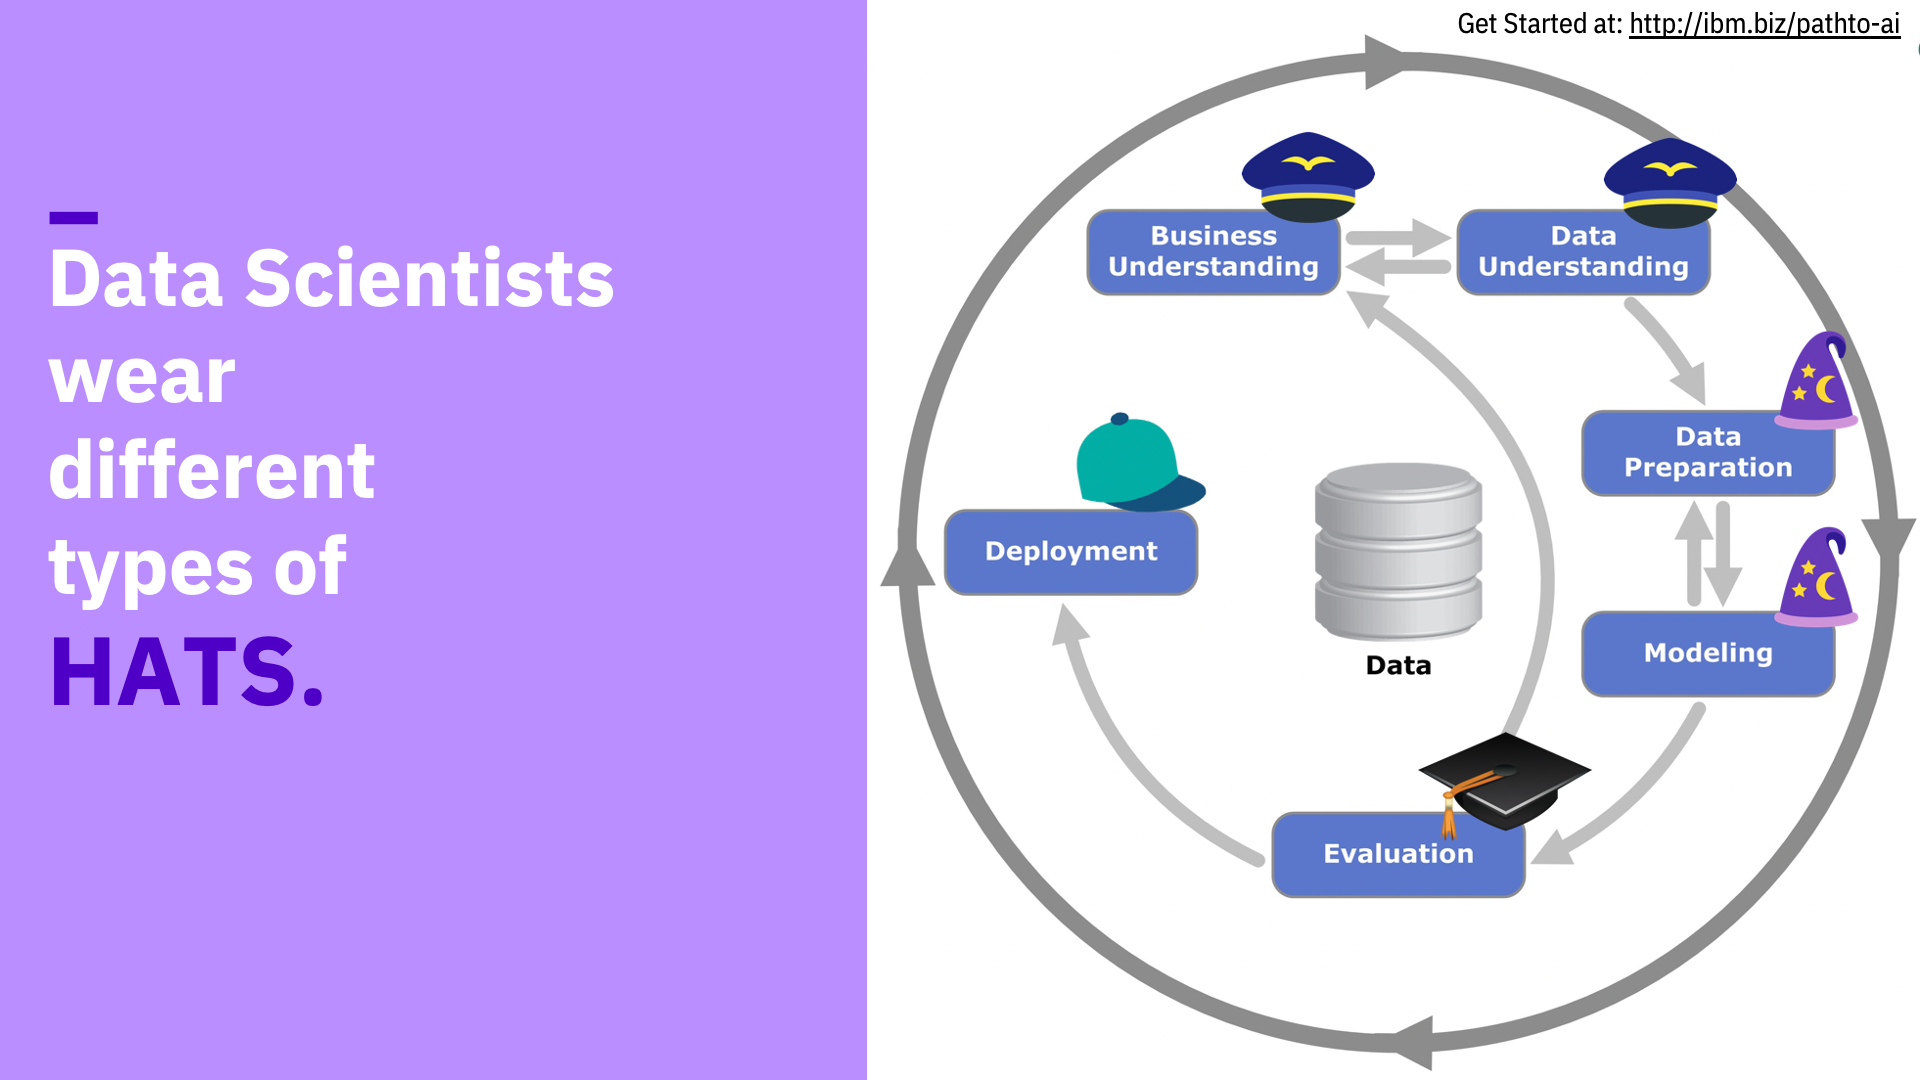 Get Started at: http://ibm.biz/pathto-ai
Data Scientists
wear
different
types of
HATS.
Business
Understanding
Data
Understanding
Data
Preparation
Deployment
Data
Modeling
Evaluation